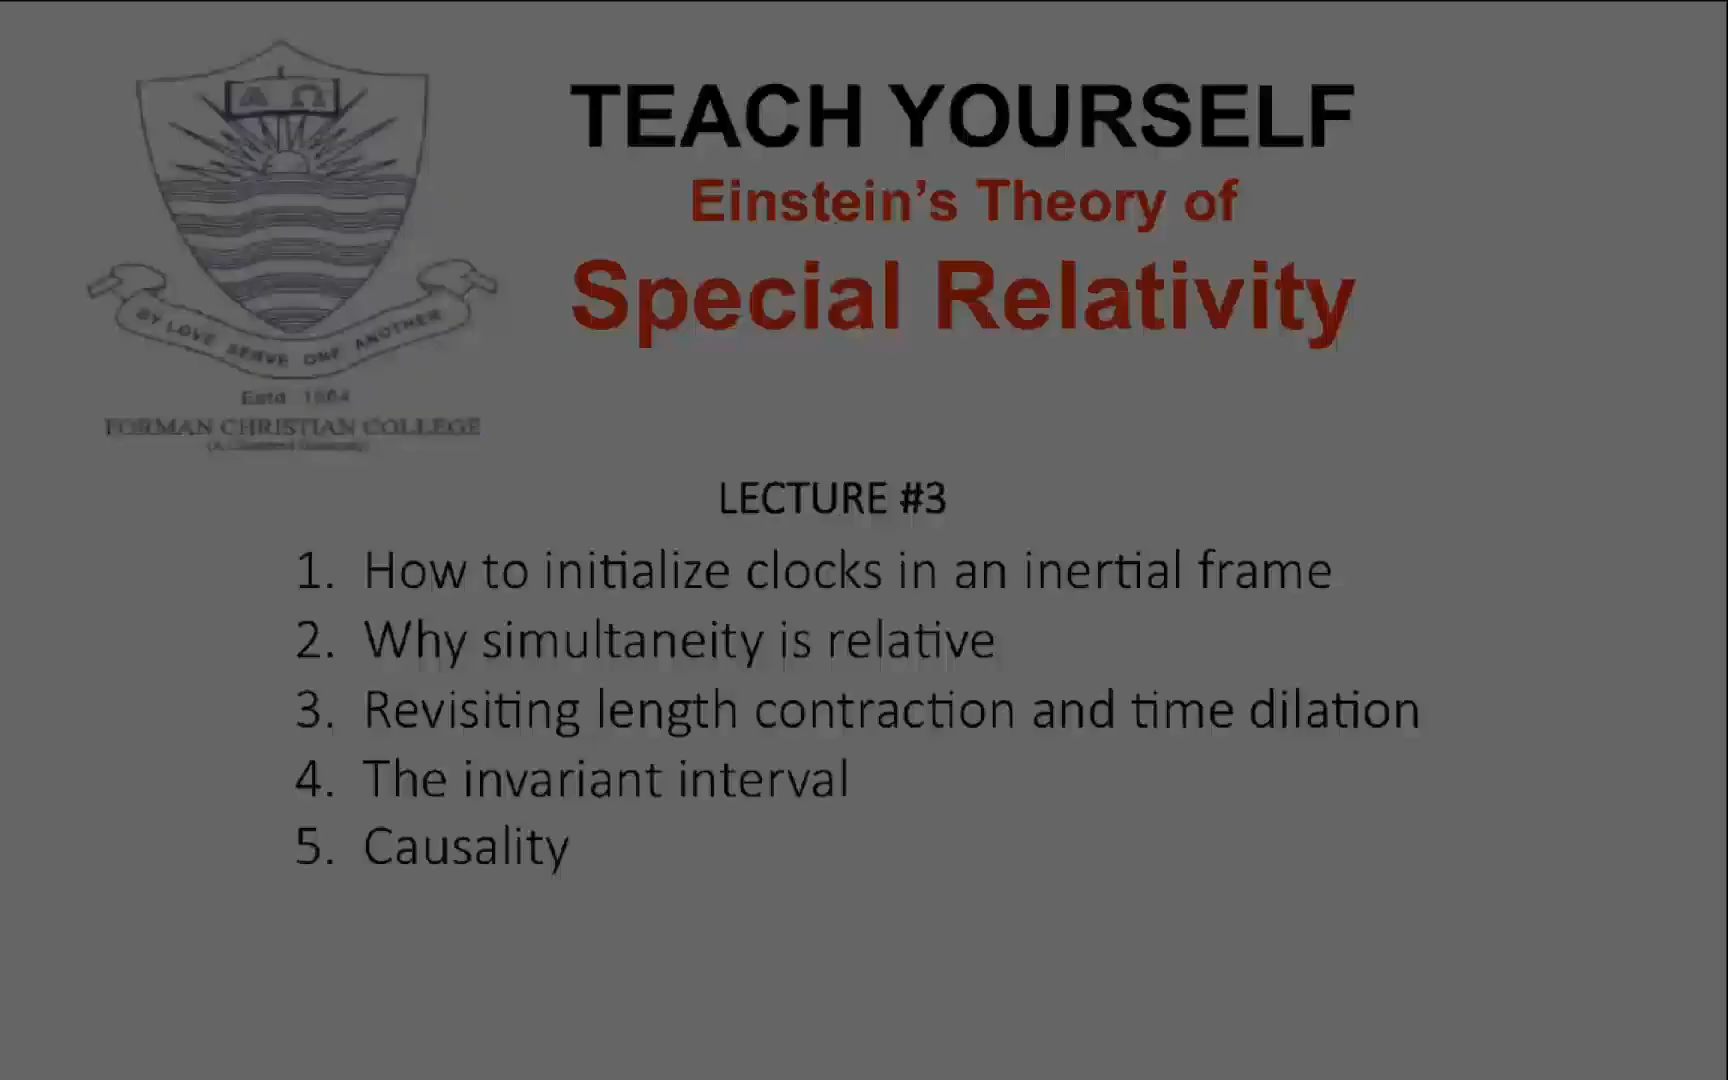 Α Ω
TEACH YOURSELF
Einstein’s Theory of
Special Relativity
BY LOVE SERVE ONE ANOTHER
Estd
FORMAN CHRISTIAN COLLEGE
LECTURE #3
1. How to initialize clocks in an inertial frame
2. Why simultaneity is relative
3. Revisiting length contraction and time dilation
4. The invariant interval
5. Causality